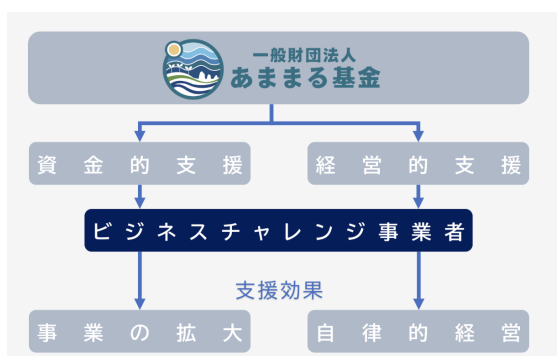 一般財団法人
あままる基金
資金的支援
経営的支援
ビジネスチャレンジ事業者
支援効果
事業の拡大
自律的経営